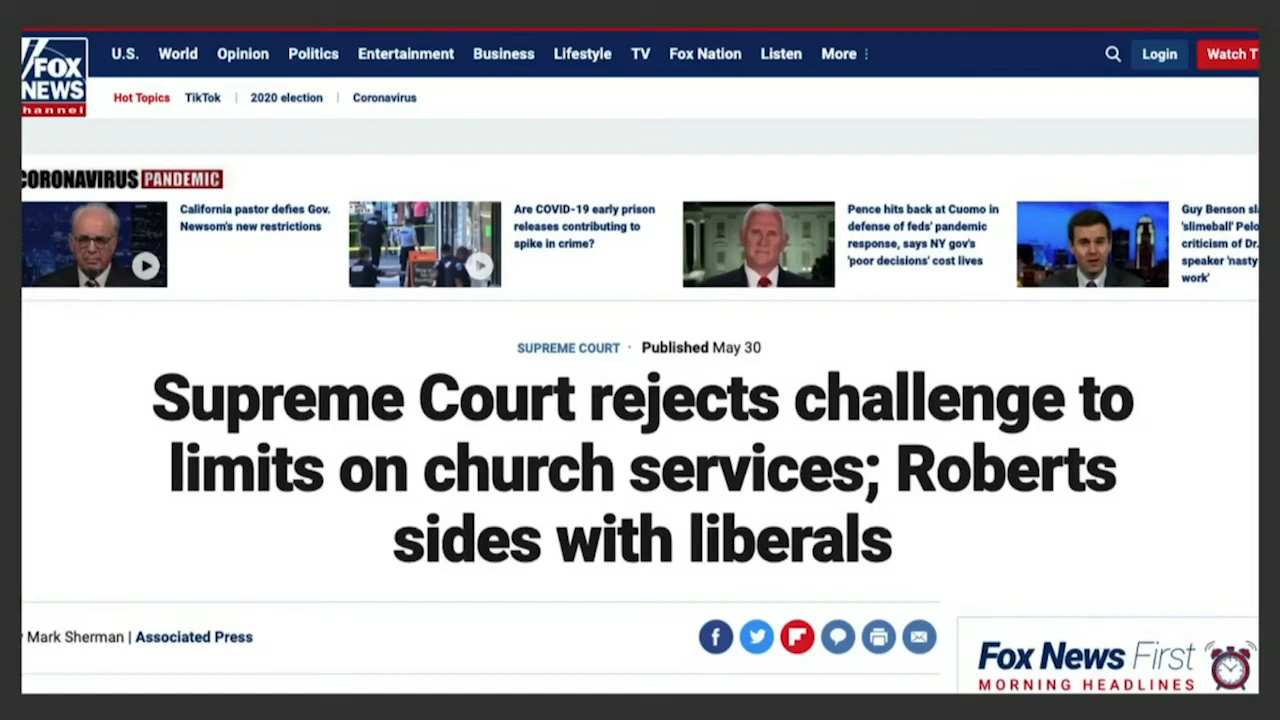 FOX
NEWS
hannel
U.S. World Opinion Politics Entertainment Business Lifestyle TV Fox Nation Listen More Login Watch T
Hot Topics TikTok | 2020 election | Coronavirus
CORONAVIRUS PANDEMIC
California pastor defies Gov.
Newsom's new restrictions
Are COVID-19 early prison
releases contributing to
spike in crime?
Pence hits back at Cuomo in
defense of feds' pandemic
response, says NY gov's
'poor decisions' cost lives
Guy Benson sl
'slimeball' Pelo
criticism of Dr.
speaker 'nasty
work'
SUPREME COURT · Published May 30
Supreme Court rejects challenge to
limits on church services; Roberts
sides with liberals
Mark Sherman | Associated Press
Fox News First
MORNING HEADLINES